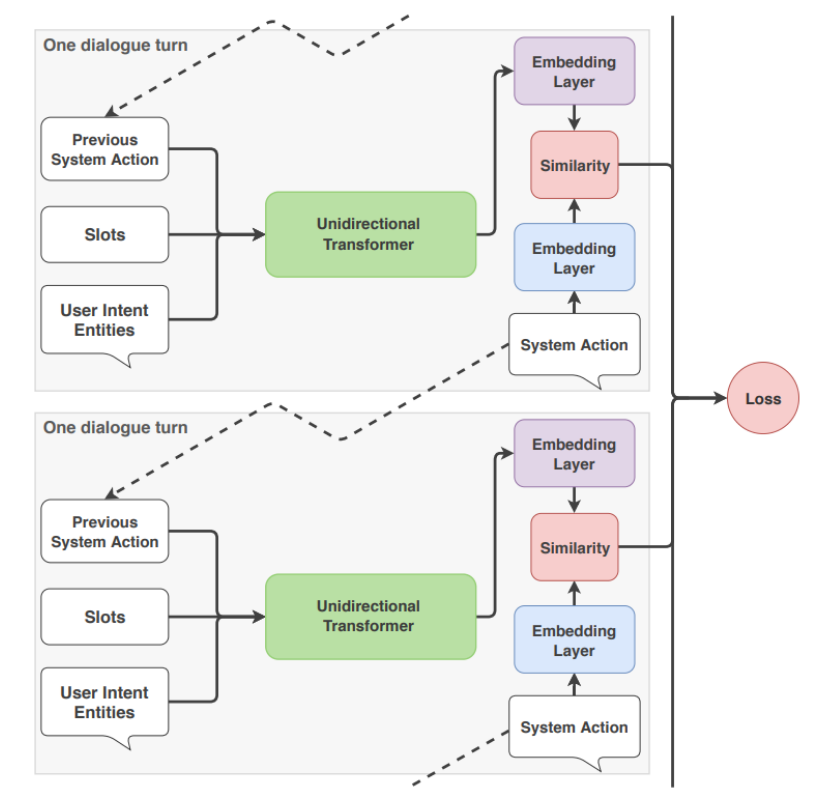 One dialogue turn
Embedding
Layer
Previous
System Action
Similarity
Slots
Unidirectional
Transformer
Embedding
Layer
User Intent
Entities
System Action
Loss
One dialogue turn
Embedding
Layer
Previous
System Action
Similarity
Slots
Unidirectional
Transformer
Embedding
Layer
User Intent
Entities
System Action